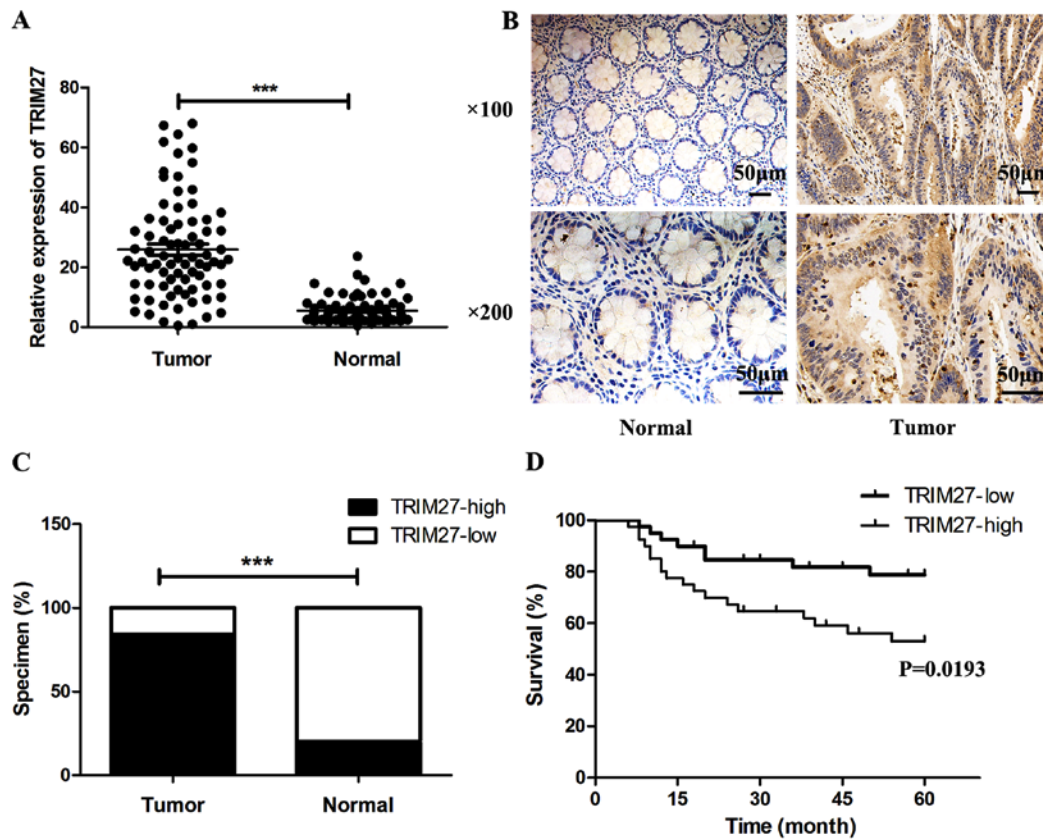 A
Relative expression of TRIM27
80
60
40
20
0
***
Tumor
Normal
B
×100
×200
50μm
50μm
50μm
50μm
Normal
Tumor
C
TRIM27-high
TRIM27-low
Specimen (%)
150
100
50
0
***
Tumor
Normal
D
TRIM27-low
TRIM27-high
Survival (%)
100
80
60
40
20
0
P=0.0193
0 15 30 45 60
Time (month)